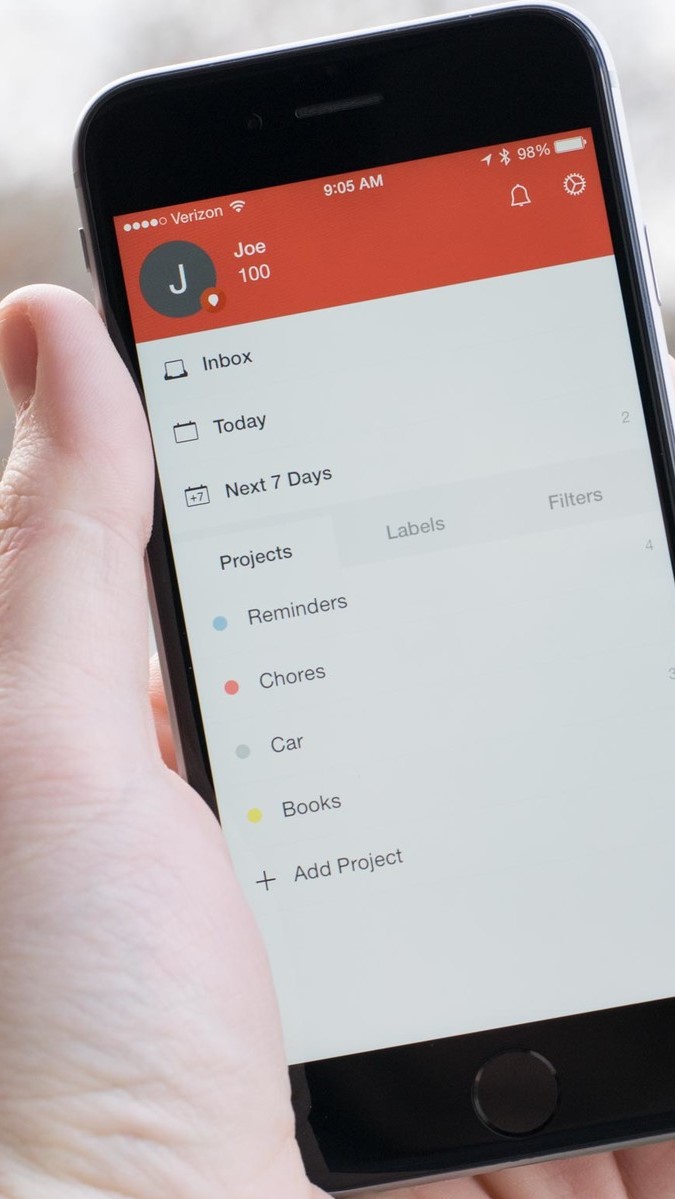 Verizon 9:05 AM 98%
J Joe
100
Inbox
Today
+7 Next 7 Days 2
Projects Labels Filters
Reminders 4
Chores
Car 3
Books
+ Add Project